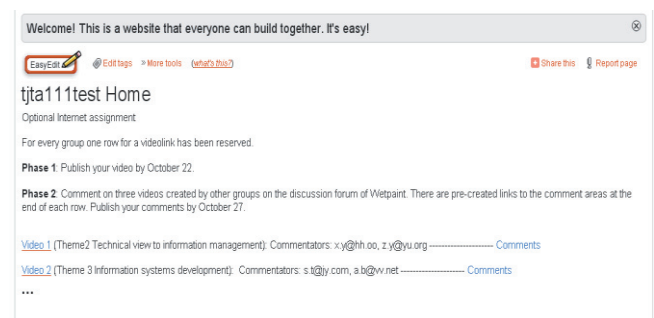 Welcome! This is a website that everyone can build together. It's easy!
EasyEdit Edit tags » More tools (what's this?) Share this Report page
tjta111test Home
Optional Internet assignment
For every group one row for a videolink has been reserved.
Phase 1: Publish your video by October 22.
Phase 2: Comment on three videos created by other groups on the discussion forum of Wetpaint. There are pre-created links to the comment areas at the
end of each row. Publish your comments by October 27.
Video 1 (Theme2 Technical view to information management): Commentators: x.y@hh.oo, z.y@yu.org ---------------------- Comments
Video 2 (Theme 3 Information systems development): Commentators: s.t@jy.com, a.b@vv.net ---------------------- Comments
...